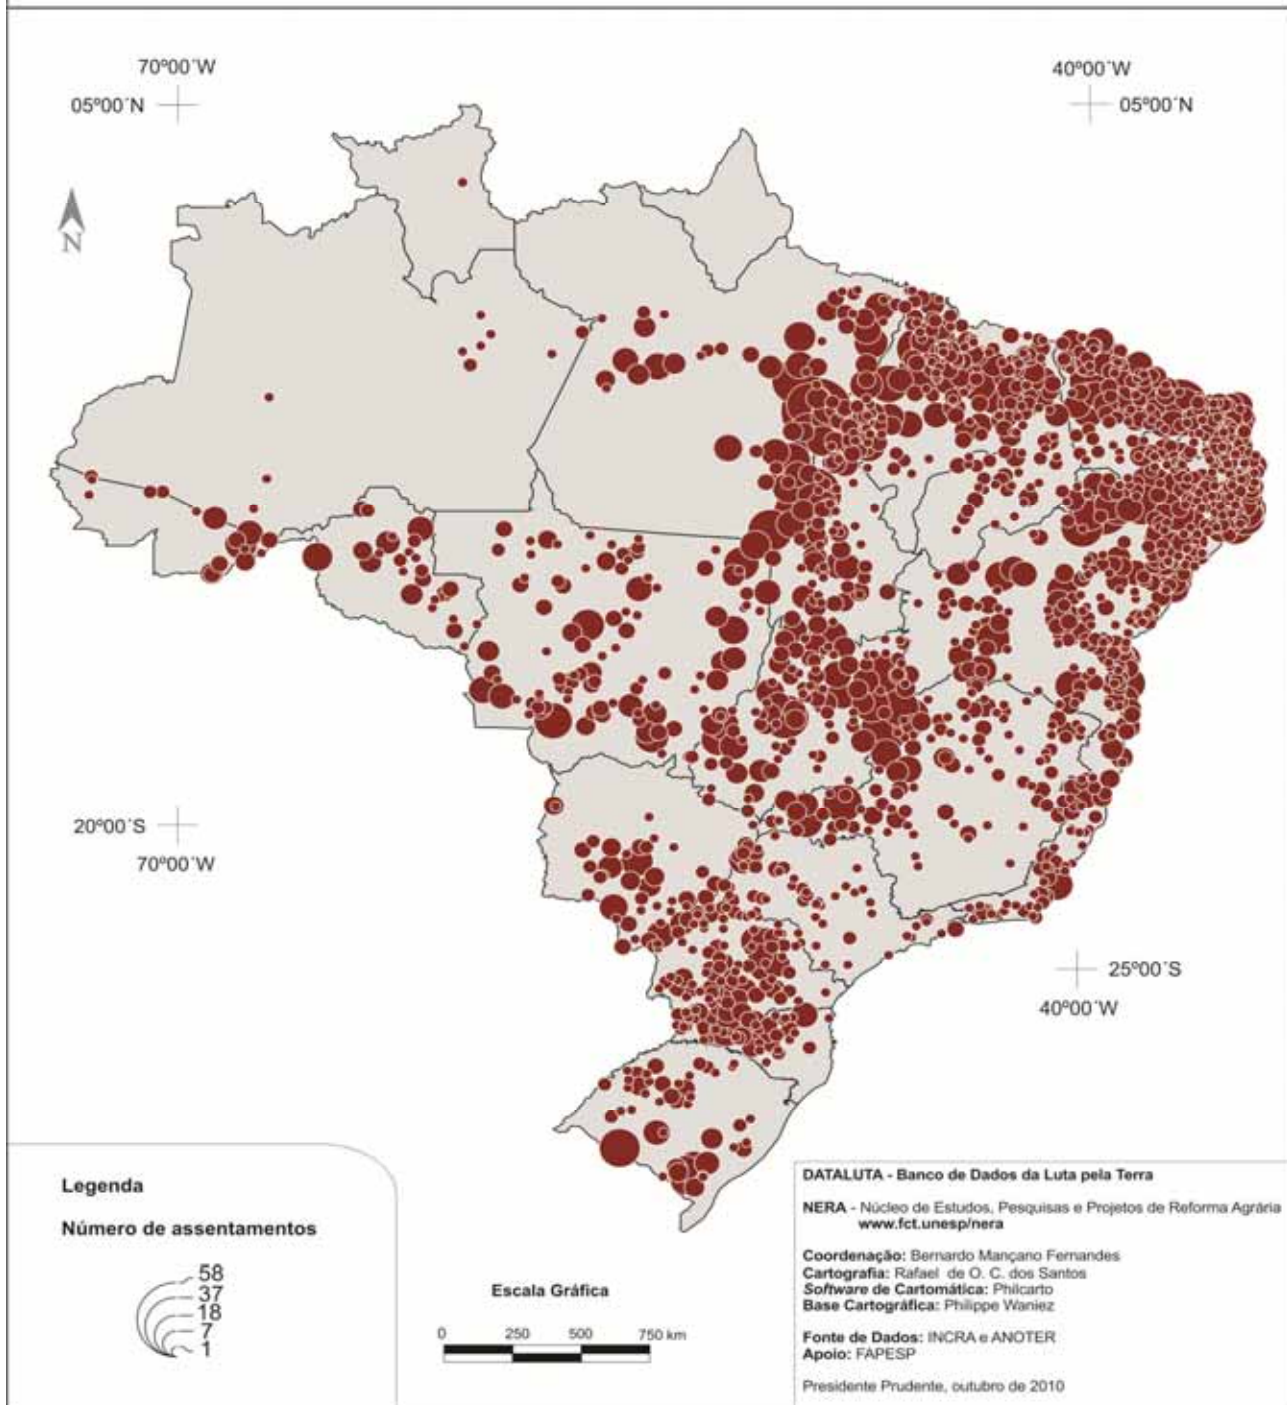 70º00´W
40º00´W
05º00´N
05º00´N
N
20º00´S
70º00´W
25º00´S
40º00´W
Legenda
Número de assentamentos
58
37
18
7
1
Escala Gráfica
0 250 500 750 km
DATALUTA - Banco de Dados da Luta pela Terra
NERA - Núcleo de Estudos, Pesquisas e Projetos de Reforma Agrária
www.fct.unesp/nera
Coordenação: Bernardo Mançano Fernandes
Cartografia: Rafael de O. C. dos Santos
Software de Cartomática: Philcarto
Base Cartográfica: Philippe Waniez
Fonte de Dados: INCRA e ANOTER
Apoio: FAPESP
Presidente Prudente, outubro de 2010